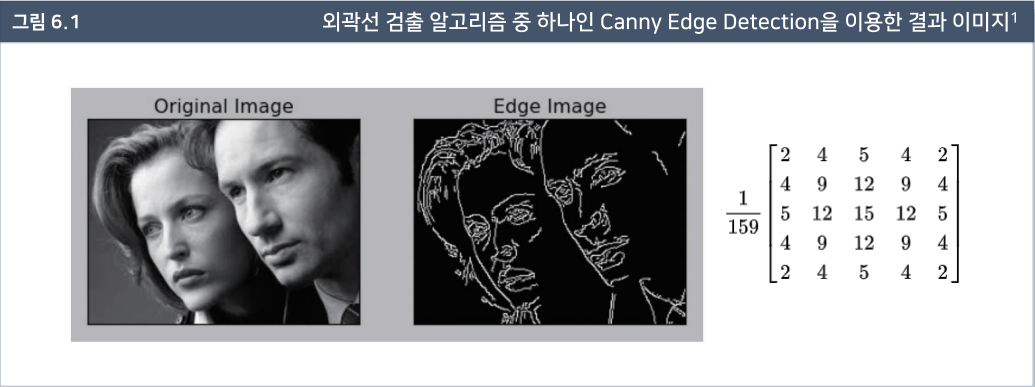 그림 6.1 외곽선 검출 알고리즘 중 하나인 Canny Edge Detection을 이용한 결과 이미지¹
Original Image Edge Image
1
159
2 4 5 4 2
4 9 12 9 4
5 12 15 12 5
4 9 12 9 4
2 4 5 4 2